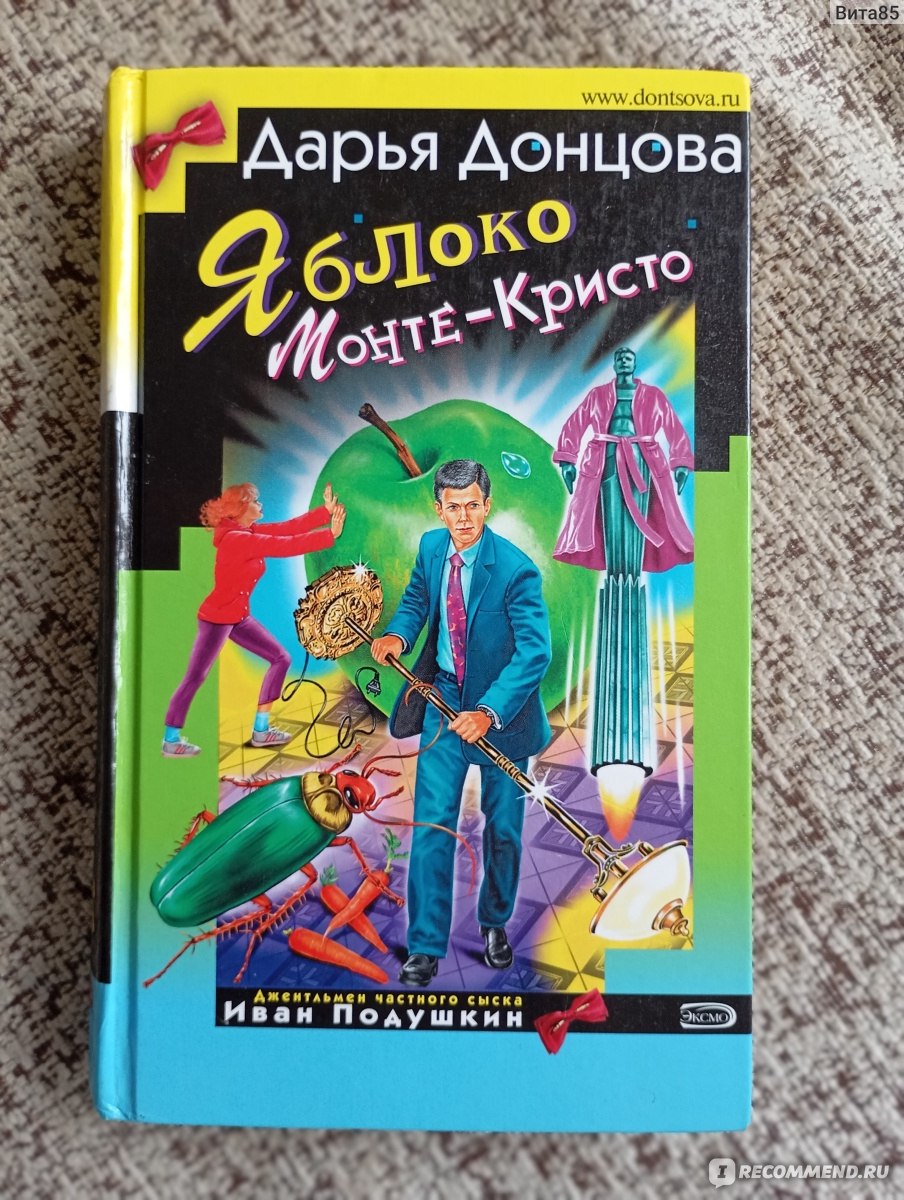 Вита85
www.dontsova.ru
Дарья Донцова
Яблоко
Монте-Кристо
Джентльмен частного сыска
Иван Подушкин
ЭКСМО
I RECOMMEND.RU